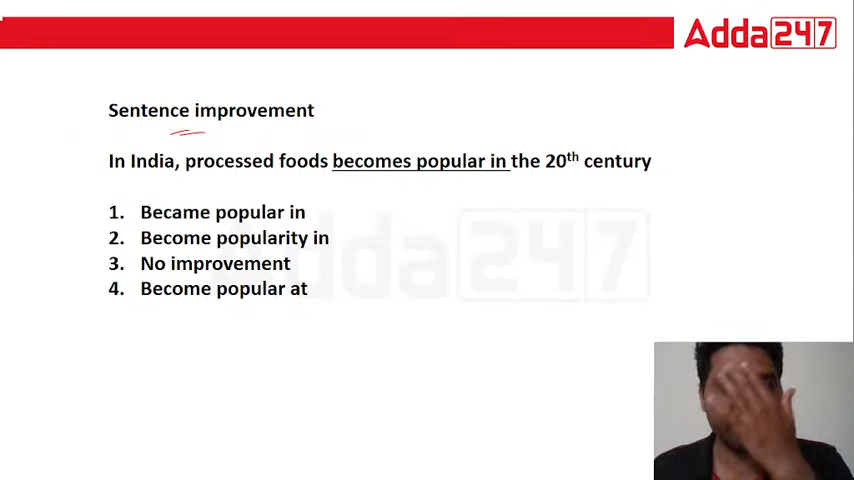 Adda247
Sentence improvement
In India, processed foods becomes popular in the 20th century
1. Became popular in
2. Become popularity in
3. No improvement
4. Become popular at
Adda247